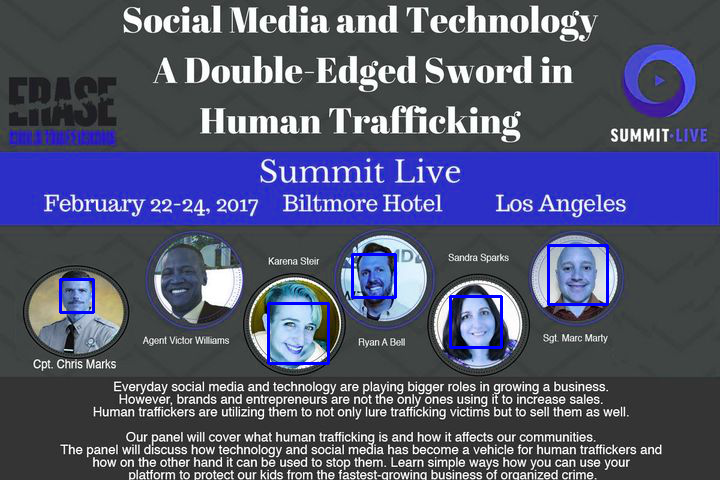 Social Media and Technology
A Double-Edged Sword in
Human Trafficking
ERASE
CHILD TRAFFICKING
SUMMIT•LIVE
Summit Live
February 22-24, 2017 Biltmore Hotel Los Angeles
Karena Steir
Sandra Sparks
Cpt. Chris Marks
Agent Victor Williams
Ryan A Bell
Sgt. Marc Marty
Everyday social media and technology are playing bigger roles in growing a business.
However, brands and entrepreneurs are not the only ones using it to increase sales.
Human traffickers are utilizing them to not only lure trafficking victims but to sell them as well.
Our panel will cover what human trafficking is and how it affects our communities.
The panel will discuss how technology and social media has become a vehicle for human traffickers and
how on the other hand it can be used to stop them. Learn simple ways how you can use your
platform to protect our kids from the fastest-growing business of organized crime.